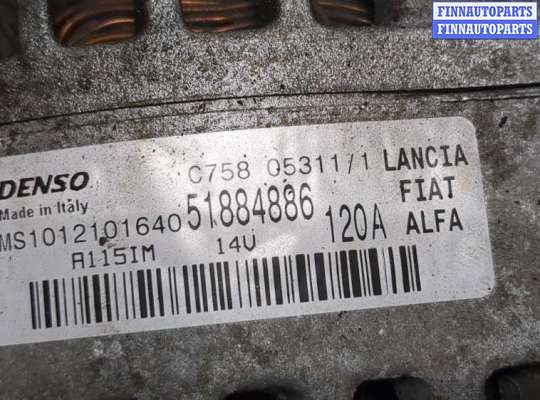 FINNAUTOPARTS
FINNAUTOPARTS
DENSO
Made in Italy
C758 05311/1
LANCIA
MS1012101640
51884886
FIAT
A115IM
14V
120A
ALFA